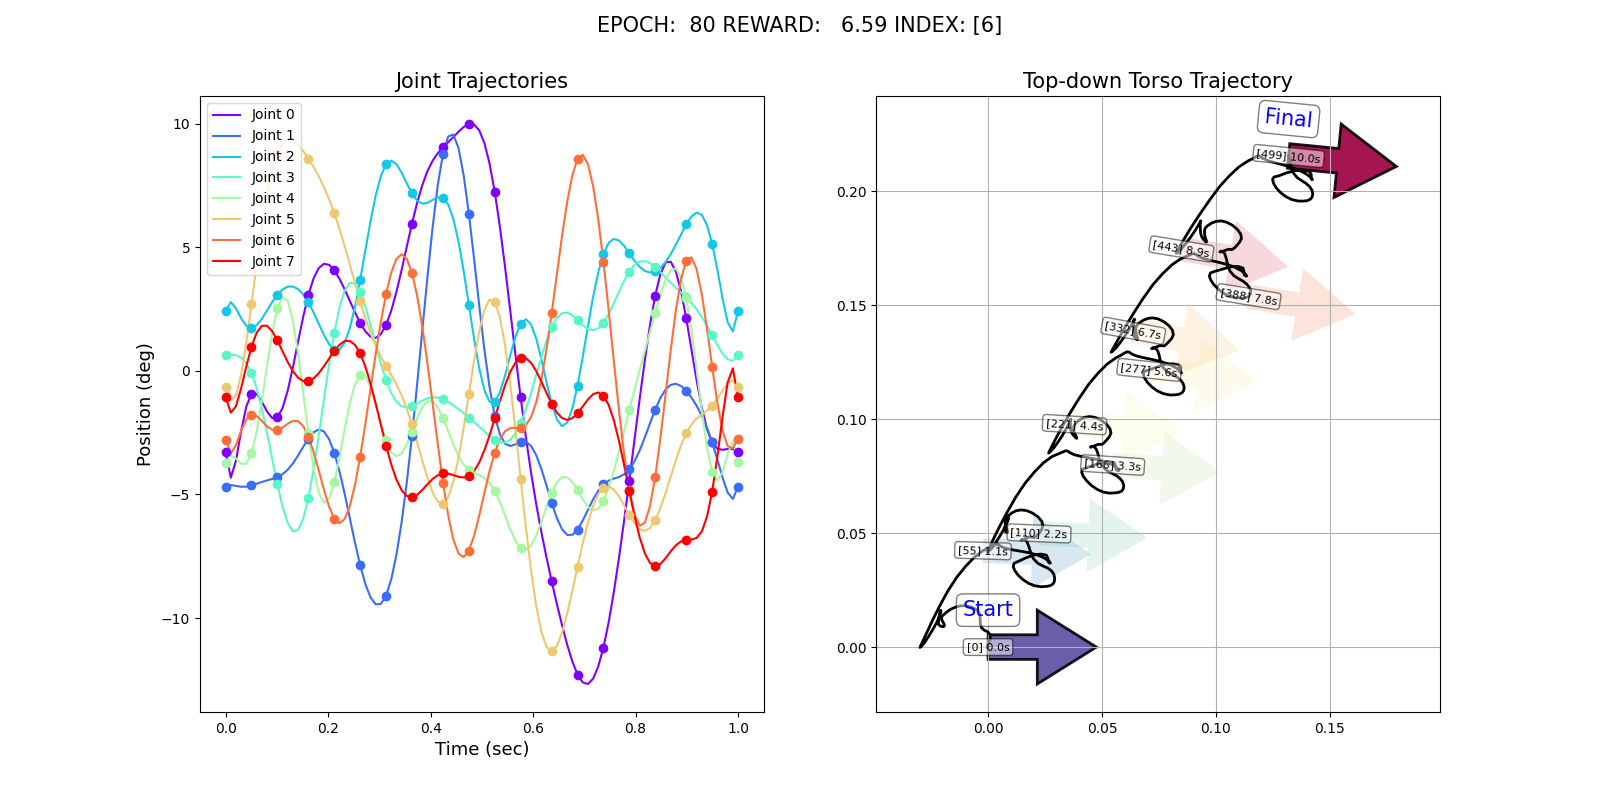 EPOCH:  80 REWARD:   6.59 INDEX: [6]
Joint Trajectories
Joint 0
Joint 1
Joint 2
Joint 3
Joint 4
Joint 5
Joint 6
Joint 7
10
5
0
−5
−10
Position (deg)
0.0 0.2 0.4 0.6 0.8 1.0
Time (sec)
Top-down Torso Trajectory
Final
[499] 10.0s
[443] 8.9s
[388] 7.8s
[332] 6.7s
[277] 5.6s
[221] 4.4s
[166] 3.3s
[110] 2.2s
[55] 1.1s
Start
[0] 0.0s
0.20
0.15
0.10
0.05
0.00
0.00 0.05 0.10 0.15